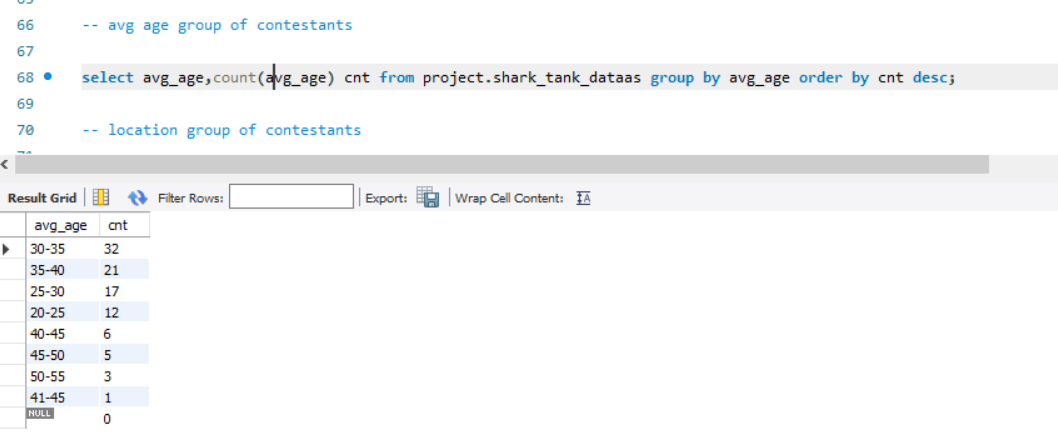 66 -- avg age group of contestants
67
68 select avg_age,count(avg_age) cnt from project.shark_tank_dataas group by avg_age order by cnt desc;
69
70 -- location group of contestants
Result Grid Filter Rows: Export: Wrap Cell Content:
avg_age cnt
30-35 32
35-40 21
25-30 17
20-25 12
40-45 6
45-50 5
50-55 3
41-45 1
NULL 0